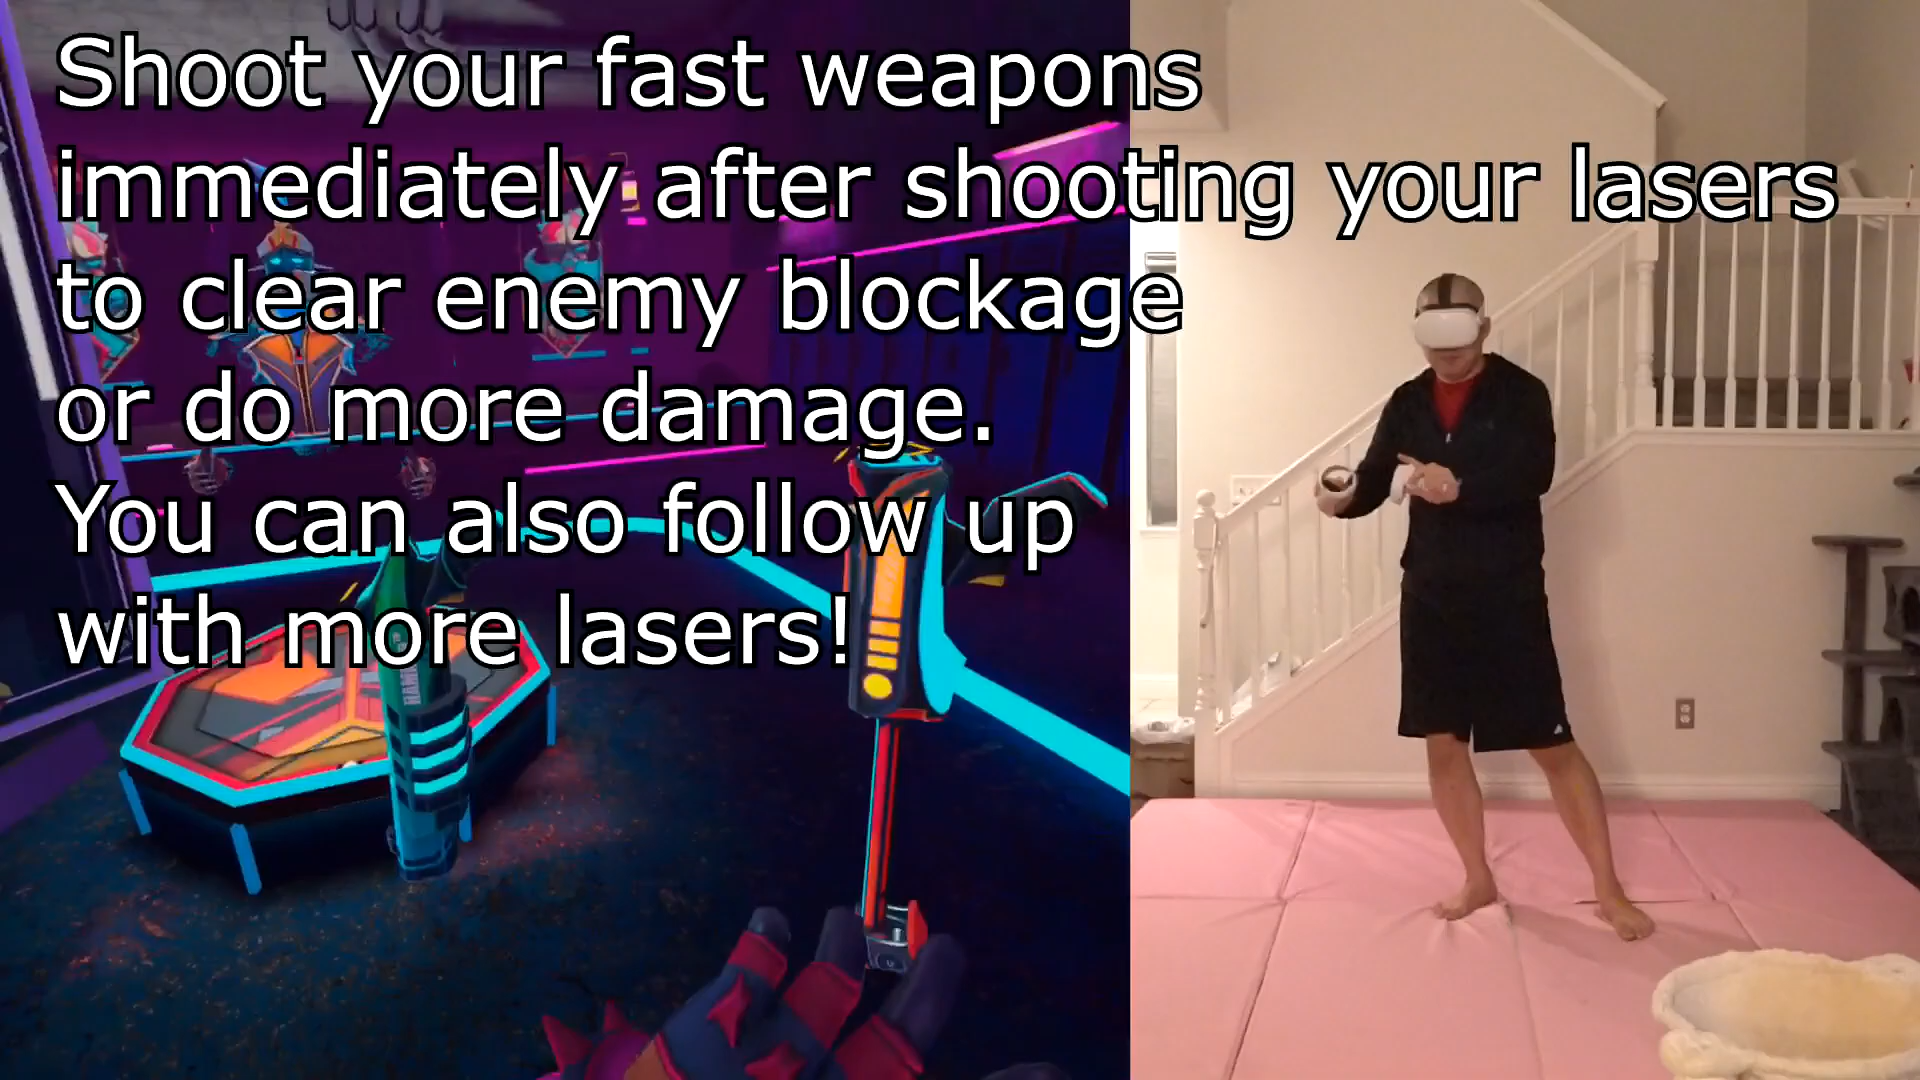 Shoot your fast weapons
immediately after shooting your lasers
to clear enemy blockage
or do more damage.
You can also follow up
with more lasers!